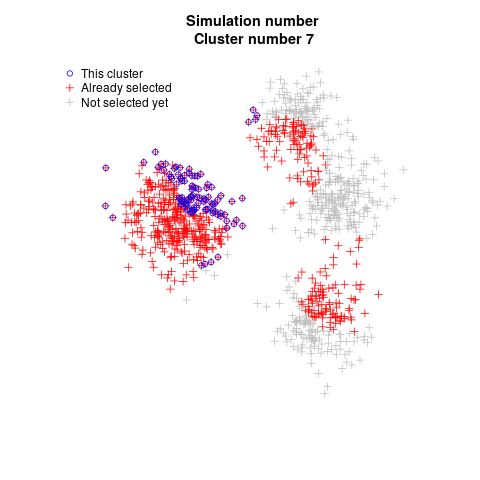 Simulation number
Cluster number 7
This cluster
Already selected
Not selected yet